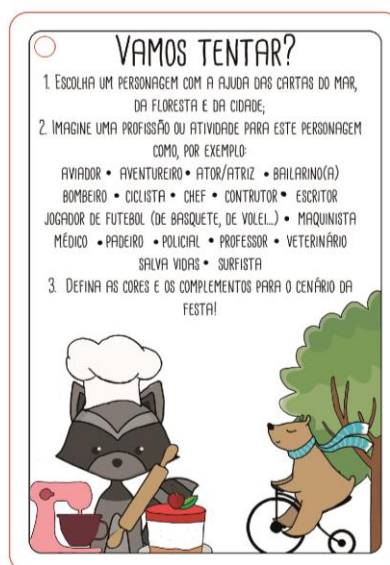 VAMOS TENTAR?
1. ESCOLHA UM PERSONAGEM COM A AJUDA DAS CARTAS DO MAR,
DA FLORESTA E DA CIDADE;
2. IMAGINE UMA PROFISSÃO OU ATIVIDADE PARA ESTE PERSONAGEM
COMO, POR EXEMPLO:
AVIADOR • AVENTUREIRO • ATOR/ATRIZ • BAILARINO(A)
BOMBEIRO • CICLISTA • CHEF • CONTRUTOR • ESCRITOR
JOGADOR DE FUTEBOL (DE BASQUETE, DE VOLEI...) • MAQUINISTA
MÉDICO • PADEIRO • POLICIAL • PROFESSOR • VETERINÁRIO
SALVA VIDAS • SURFISTA
3. DEFINA AS CORES E OS COMPLEMENTOS PARA O CENÁRIO DA
FESTA!